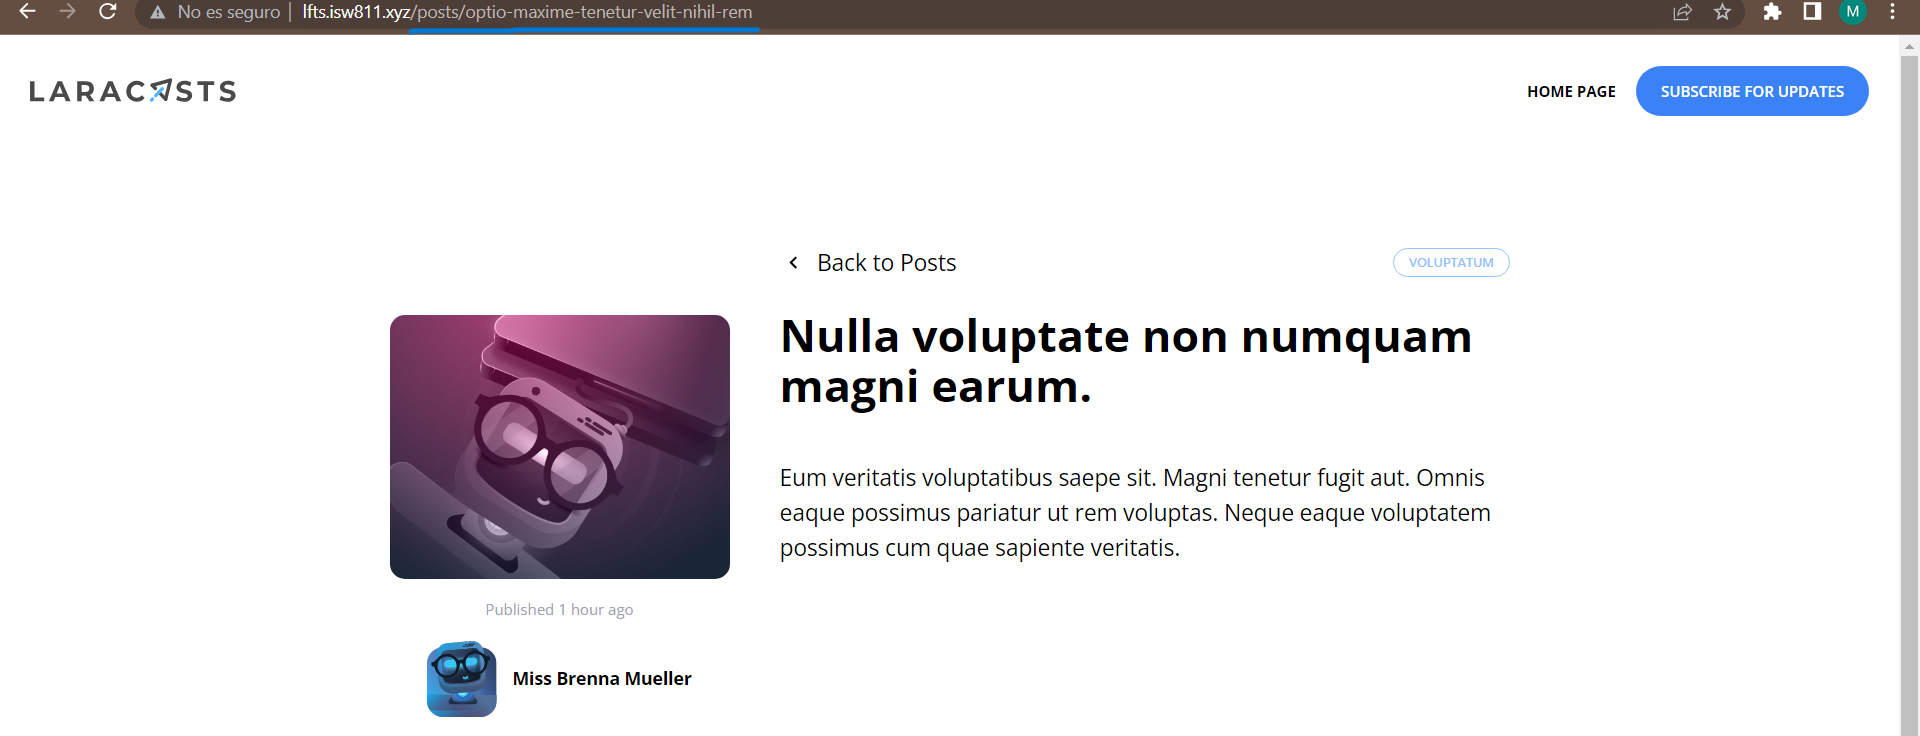 No es seguro | lfts.isw811.xyz/posts/optio-maxime-tenetur-velit-nihil-rem
M
LARACASTS
HOME PAGE
SUBSCRIBE FOR UPDATES
Back to Posts
VOLUPTATUM
Nulla voluptate non numquam
magni earum.
Eum veritatis voluptatibus saepe sit. Magni tenetur fugit aut. Omnis
eaque possimus pariatur ut rem voluptas. Neque eaque voluptatem
possimus cum quae sapiente veritatis.
Published 1 hour ago
Miss Brenna Mueller